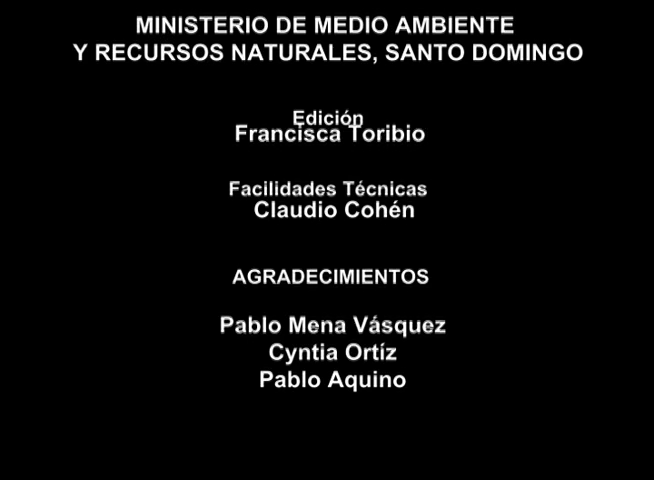 MINISTERIO DE MEDIO AMBIENTE
Y RECURSOS NATURALES, SANTO DOMINGO
Edición
Francisca Toribio
Facilidades Técnicas
Claudio Cohén
AGRADECIMIENTOS
Pablo Mena Vásquez
Cyntia Ortíz
Pablo Aquino